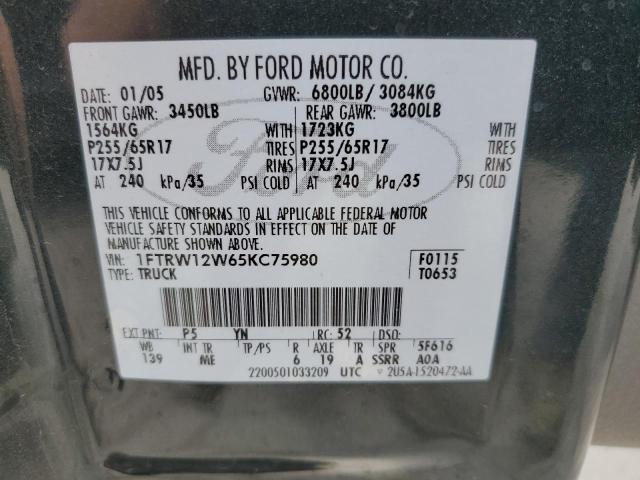 MFD. BY FORD MOTOR CO.
DATE: 01/05 GVWR: 6800LB/ 3084KG
FRONT GAWR: 3450LB REAR GAWR: 3800LB
1564KG WITH 1723KG WITH
P255/65R17 TIRES P255/65R17 TIRES
17X7.5J RIMS 17X7.5J RIMS
AT 240 kPa/35 PSI COLD AT 240 kPa/35 PSI COLD
Ford
THIS VEHICLE CONFORMS TO ALL APPLICABLE FEDERAL MOTOR
VEHICLE SAFETY STANDARDS IN EFFECT ON THE DATE OF
MANUFACTURE SHOWN ABOVE.
VIN: 1FTRW12W65KC75980 F0115
TYPE: TRUCK T0653
EXT PNT: P5 YN RC: 52 DSO:
WB INT TR TP/PS R AXLE TR SPR 5F616
139 ME 6 19 A SSRR A0A
2200501033209 UTC ▽ 2U5A-1520472-AA